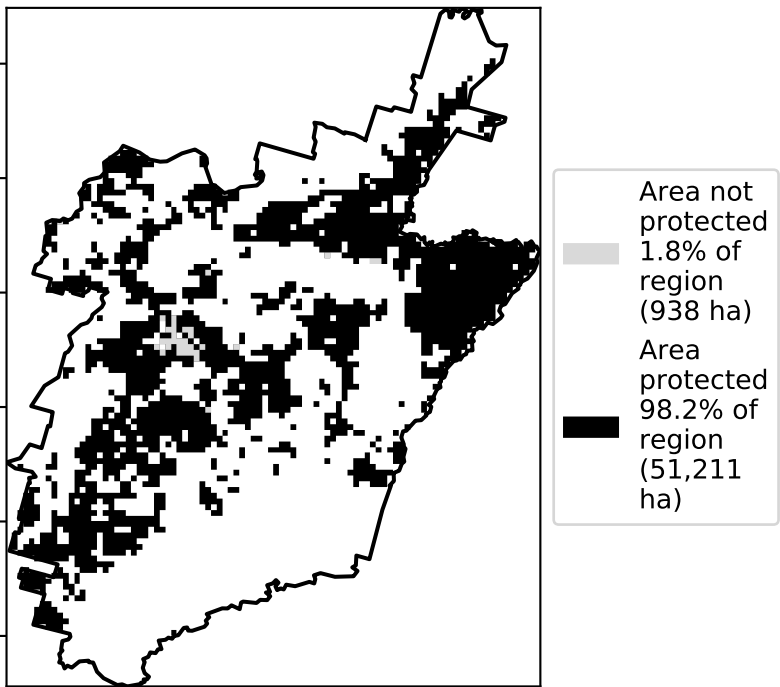 Area not
protected
1.8% of
region
(938 ha)
Area
protected
98.2% of
region
(51,211
ha)